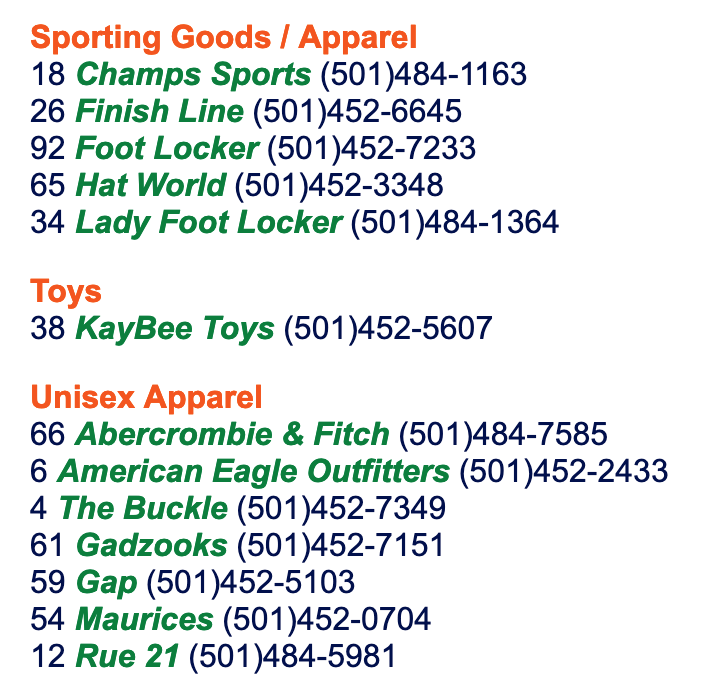 Sporting Goods / Apparel
18 Champs Sports (501)484-1163
26 Finish Line (501)452-6645
92 Foot Locker (501)452-7233
65 Hat World (501)452-3348
34 Lady Foot Locker (501)484-1364
Toys
38 KayBee Toys (501)452-5607
Unisex Apparel
66 Abercrombie & Fitch (501)484-7585
6 American Eagle Outfitters (501)452-2433
4 The Buckle (501)452-7349
61 Gadzooks (501)452-7151
59 Gap (501)452-5103
54 Maurices (501)452-0704
12 Rue 21 (501)484-5981